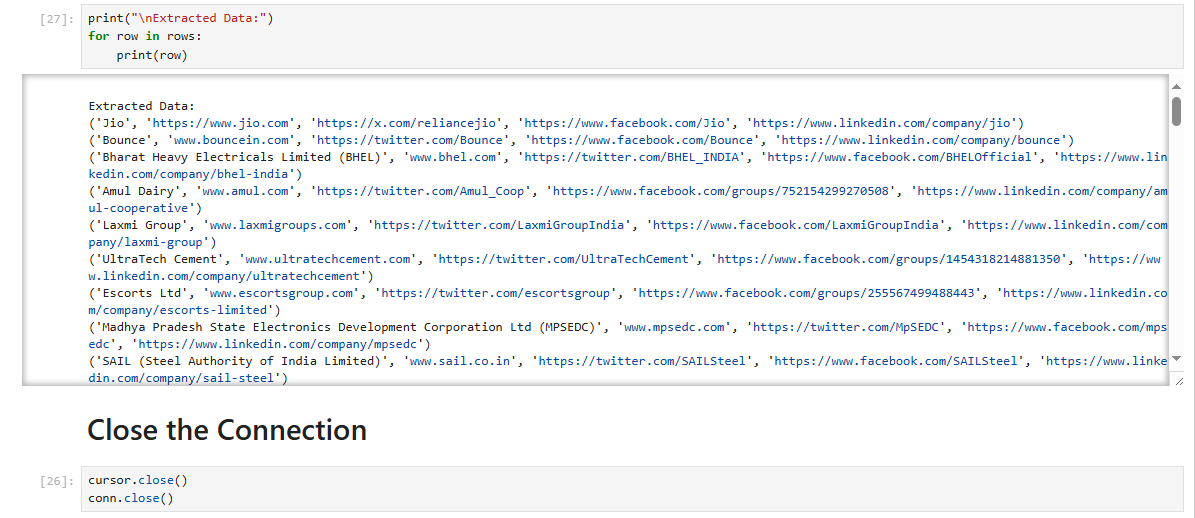 [27]: print("\nExtracted Data:")
for row in rows:
    print(row)
Extracted Data:
('Jio', 'https://www.jio.com', 'https://x.com/reliancejio', 'https://www.facebook.com/Jio', 'https://www.linkedin.com/company/jio')
('Bounce', 'www.bouncein.com', 'https://twitter.com/Bounce', 'https://www.facebook.com/Bounce', 'https://www.linkedin.com/company/bounce')
('Bharat Heavy Electricals Limited (BHEL)', 'www.bhel.com', 'https://twitter.com/BHEL_INDIA', 'https://www.facebook.com/BHELOfficial', 'https://www.lin
kedin.com/company/bhel-india')
('Amul Dairy', 'www.amul.com', 'https://twitter.com/Amul_Coop', 'https://www.facebook.com/groups/752154299270508', 'https://www.linkedin.com/company/am
ul-cooperative')
('Laxmi Group', 'www.laxmigroups.com', 'https://twitter.com/LaxmiGroupIndia', 'https://www.facebook.com/LaxmiGroupIndia', 'https://www.linkedin.com/com
pany/laxmi-group')
('UltraTech Cement', 'www.ultratechcement.com', 'https://twitter.com/UltraTechCement', 'https://www.facebook.com/groups/1454318214881350', 'https://ww
w.linkedin.com/company/ultratechcement')
('Escorts Ltd', 'www.escortsgroup.com', 'https://twitter.com/escortsgroup', 'https://www.facebook.com/groups/255567499488443', 'https://www.linkedin.co
m/company/escorts-limited')
('Madhya Pradesh State Electronics Development Corporation Ltd (MPSEDC)', 'www.mpsedc.com', 'https://twitter.com/MpSEDC', 'https://www.facebook.com/mps
edc', 'https://www.linkedin.com/company/mpsedc')
('SAIL (Steel Authority of India Limited)', 'www.sail.co.in', 'https://twitter.com/SAILSteel', 'https://www.facebook.com/SAILSteel', 'https://www.linke
din.com/company/sail-steel')
Close the Connection
[26]: cursor.close()
conn.close()